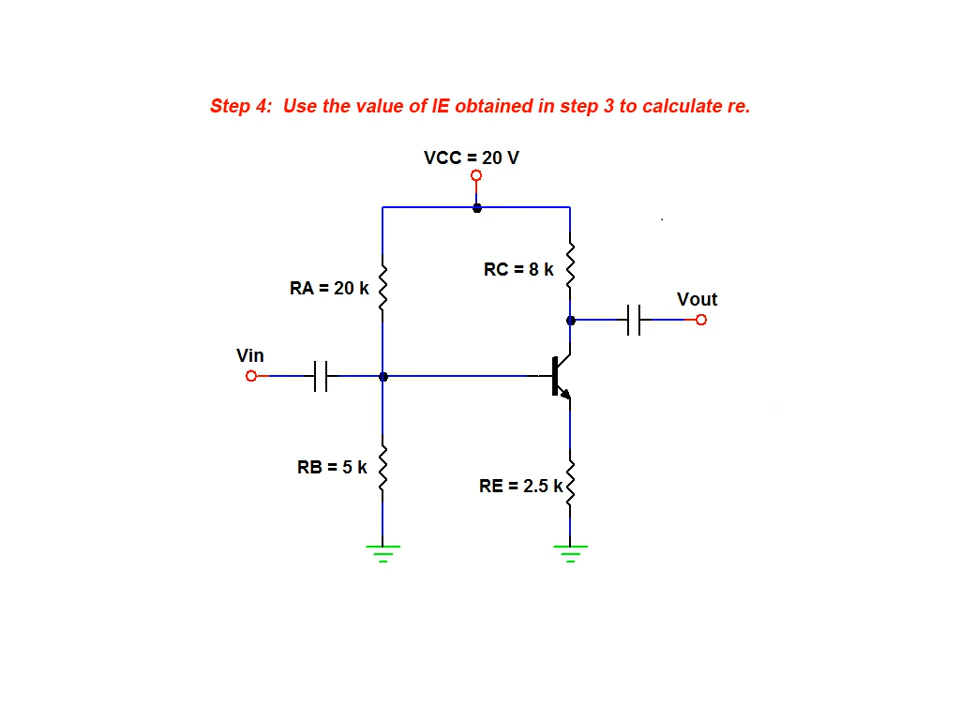 Step 4:  Use the value of IE obtained in step 3 to calculate re.
VCC = 20 V
RC = 8 k
RA = 20 k
Vout
Vin
RB = 5 k
RE = 2.5 k